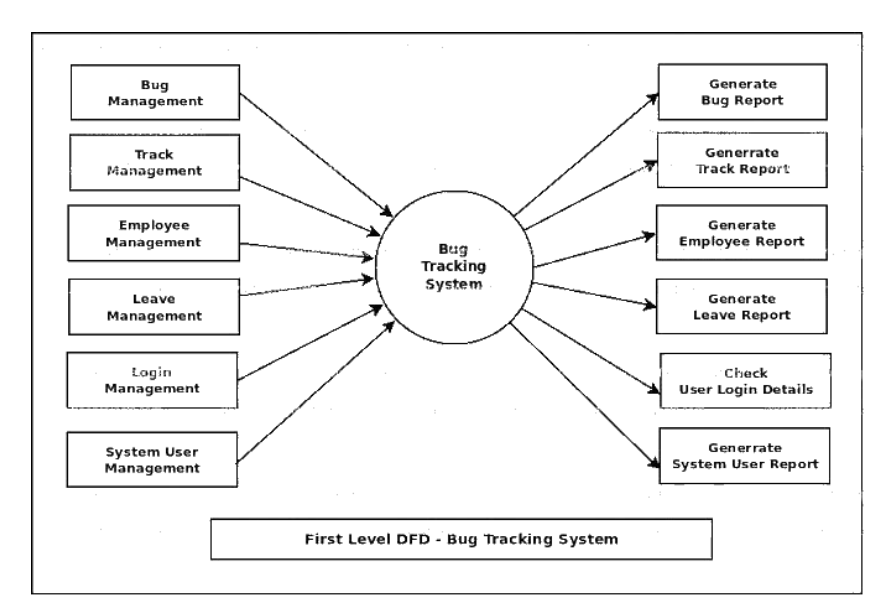 Bug
Management
Track
Management
Employee
Management
Leave
Management
Login
Management
System User
Management
Bug
Tracking
System
Generate
Bug Report
Generrate
Track Report
Generate
Employee Report
Generate
Leave Report
Check
User Login Details
Generrate
System User Report
First Level DFD - Bug Tracking System